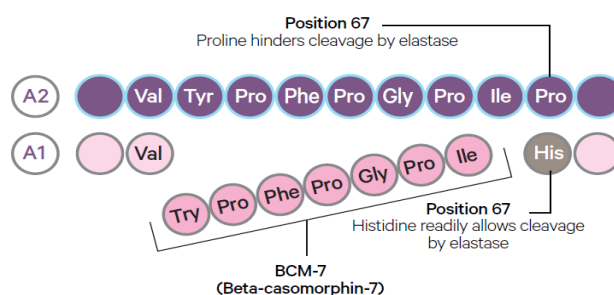 Position 67
Proline hinders cleavage by elastase
A2 Val Tyr Pro Phe Pro Gly Pro Ile Pro
A1 Val His
Try Pro Phe Pro Gly Pro Ile
Position 67
Histidine readily allows cleavage
by elastase
BCM-7
(Beta-casomorphin-7)